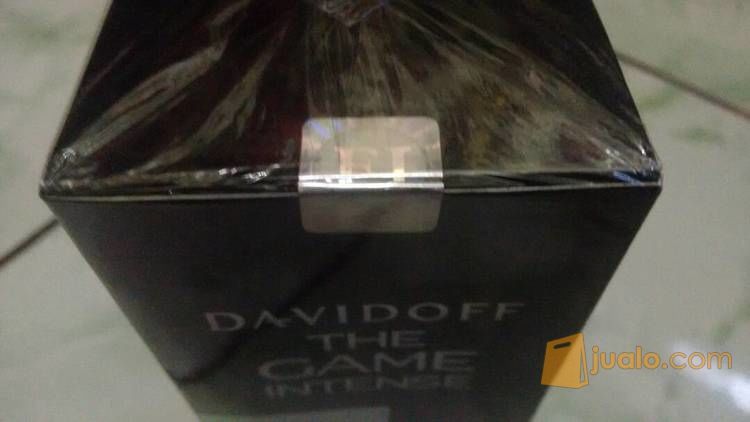 DAVIDOFF
THE
GAME
INTENSE
jualo.com